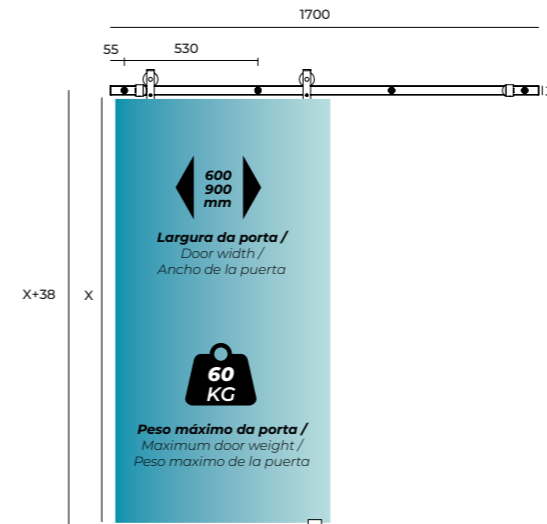 1700
55
530
600
900
mm
Largura da porta /
Door width /
Ancho de la puerta
X+38
X
60
KG
Peso máximo da porta /
Maximum door weight /
Peso maximo de la puerta